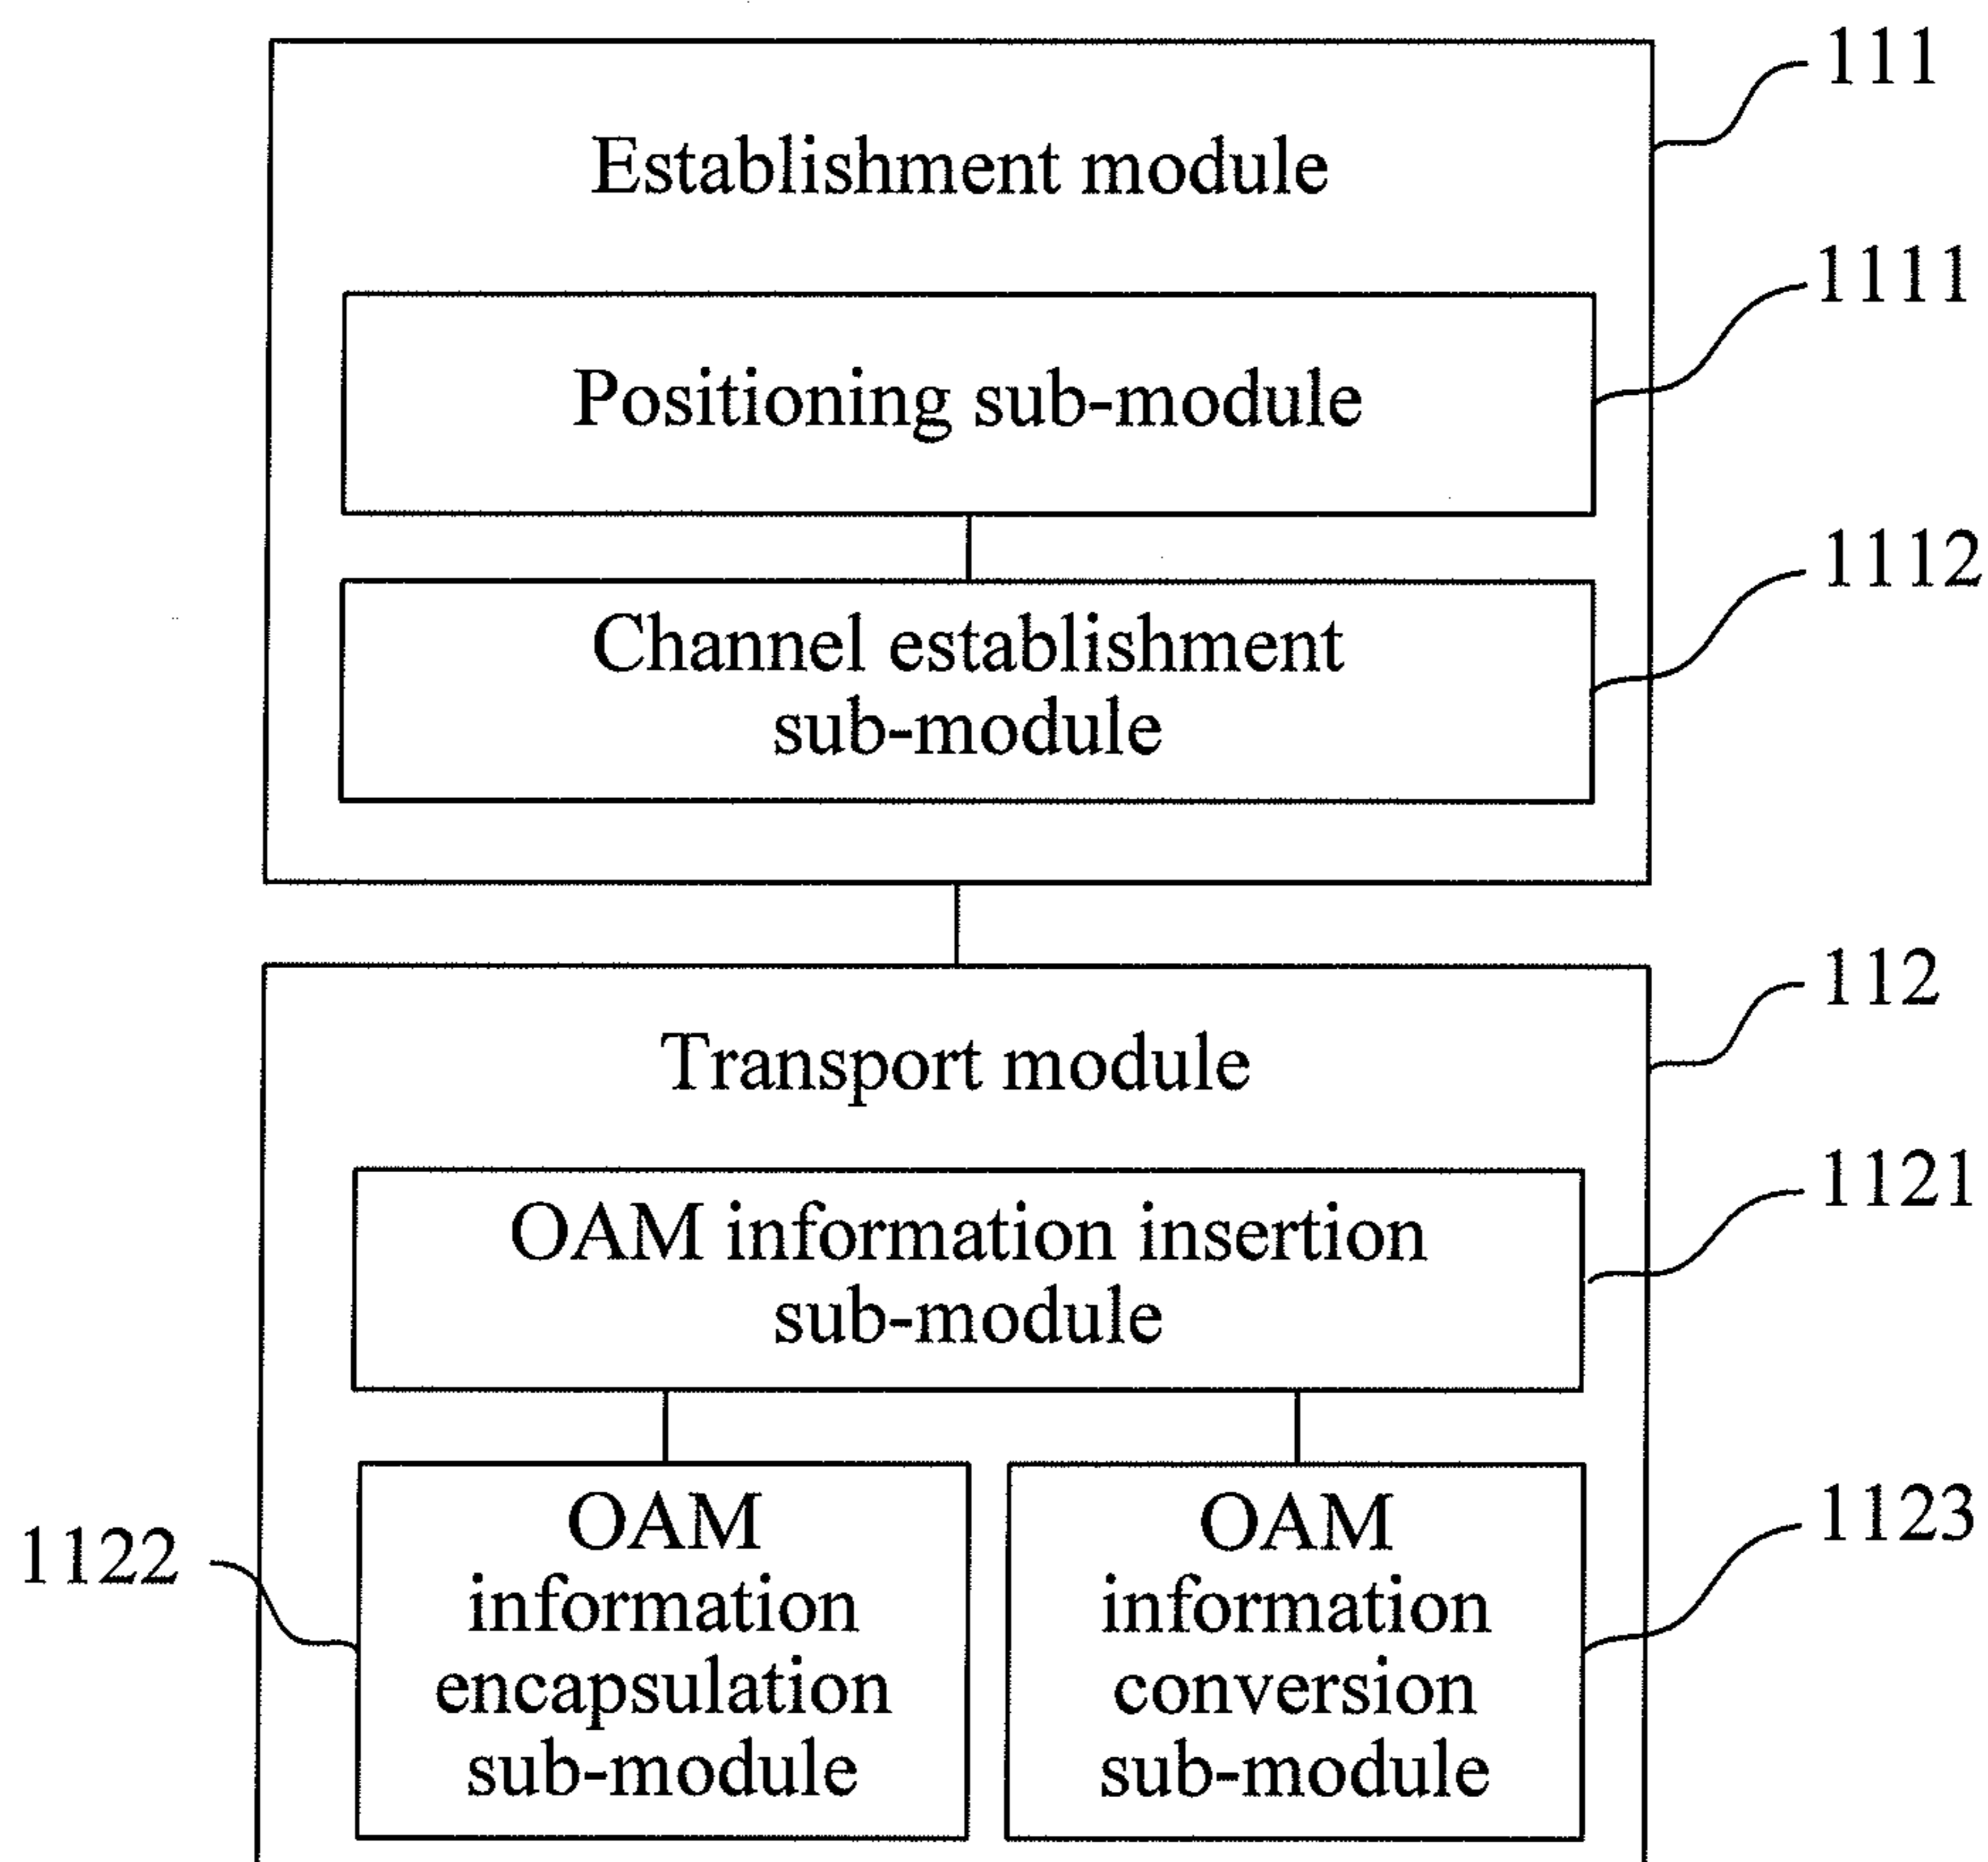 111
Establishment module
1111
Positioning sub-module
1112
Channel establishment
sub-module
112
Transport module
1121
OAM information insertion
sub-module
1122
OAM
information
encapsulation
sub-module
1123
OAM
information
conversion
sub-module